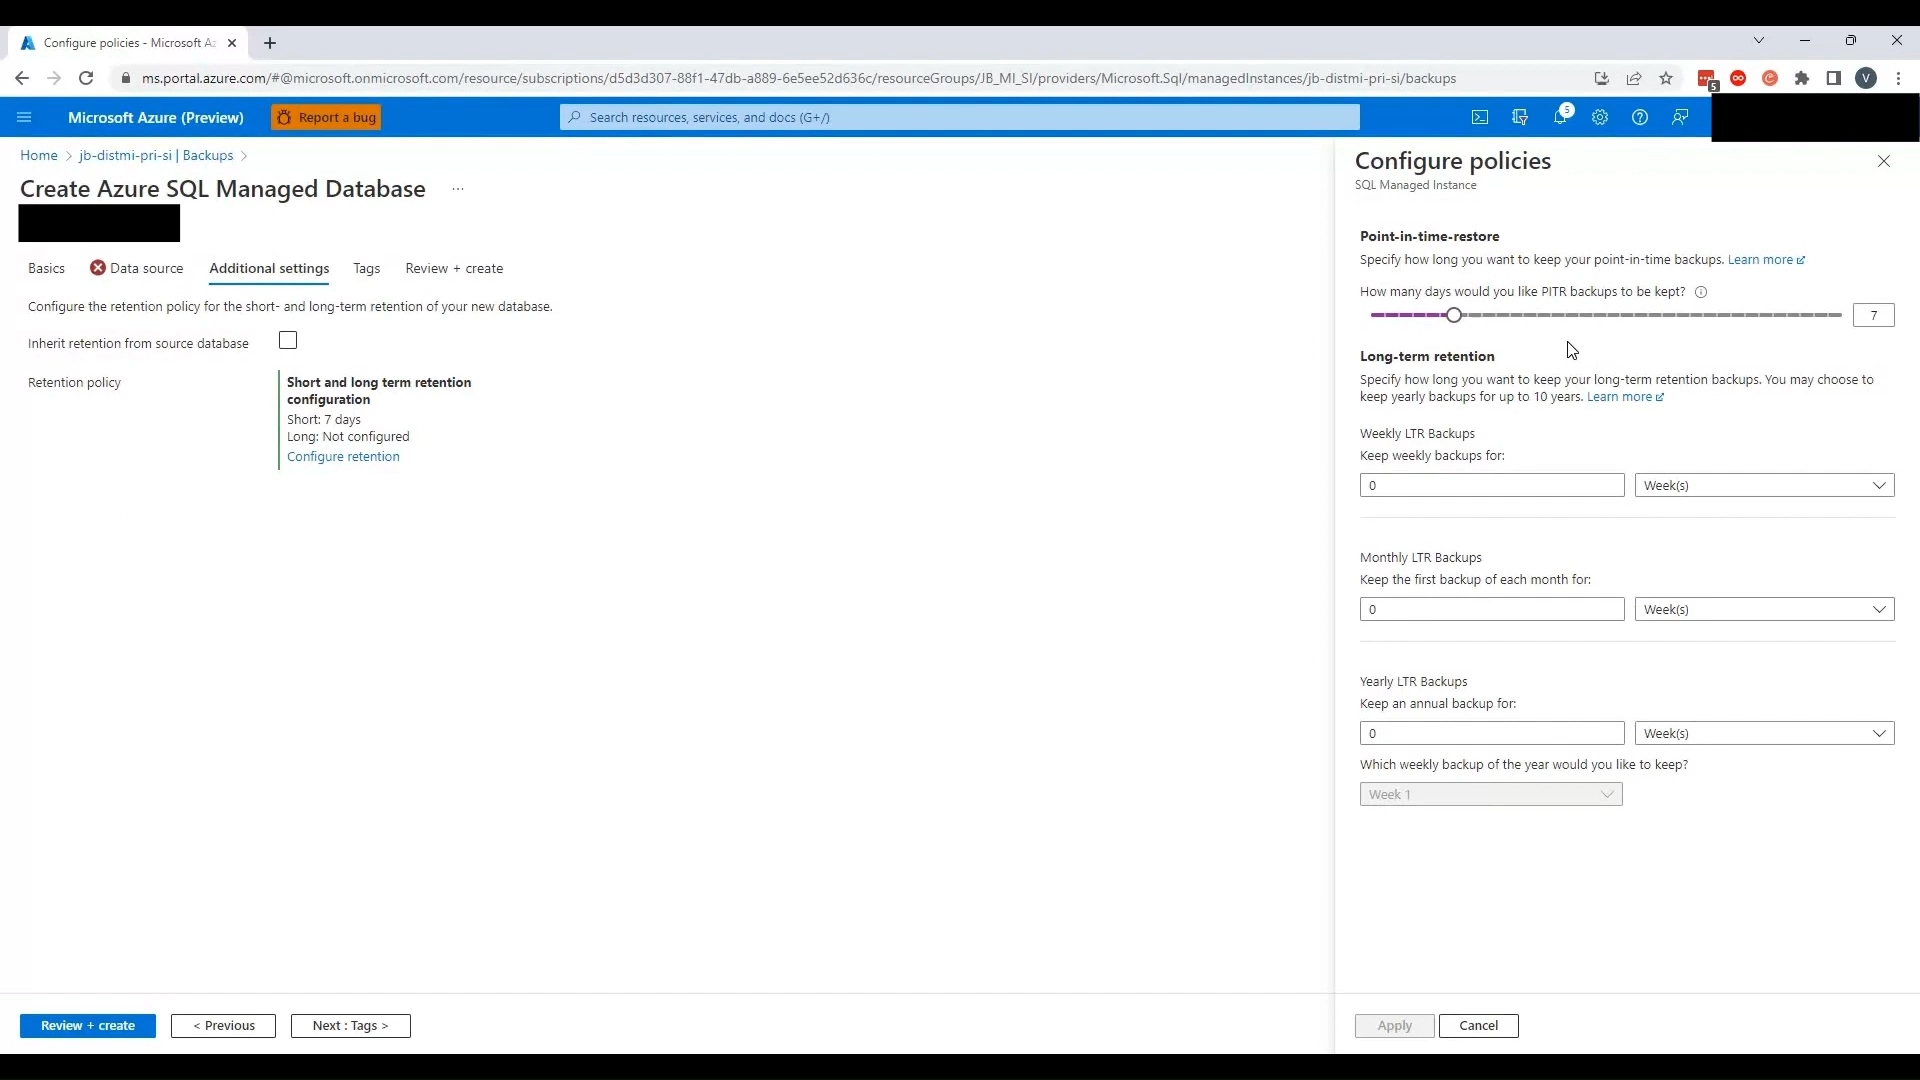 Configure policies - Microsoft Az
ms.portal.azure.com/#@microsoft.onmicrosoft.com/resource/subscriptions/d5d3d307-88f1-47db-a889-6e5ee52d636c/resourceGroups/JB_MI_SI/providers/Microsoft.Sql/managedInstances/jb-distmi-pri-si/backups
5
V
Microsoft Azure (Preview)
Report a bug
Search resources, services, and docs (G+/)
5
Home > jb-distmi-pri-si | Backups >
Create Azure SQL Managed Database ...
Basics
Data source
Additional settings
Tags
Review + create
Configure the retention policy for the short- and long-term retention of your new database.
Inherit retention from source database
Retention policy
Short and long term retention
configuration
Short: 7 days
Long: Not configured
Configure retention
Review + create
< Previous
Next : Tags >
Configure policies
SQL Managed Instance
Point-in-time-restore
Specify how long you want to keep your point-in-time backups. Learn more
How many days would you like PITR backups to be kept?
7
Long-term retention
Specify how long you want to keep your long-term retention backups. You may choose to
keep yearly backups for up to 10 years. Learn more
Weekly LTR Backups
Keep weekly backups for:
0
Week(s)
Monthly LTR Backups
Keep the first backup of each month for:
0
Week(s)
Yearly LTR Backups
Keep an annual backup for:
0
Week(s)
Which weekly backup of the year would you like to keep?
Week 1
Apply
Cancel